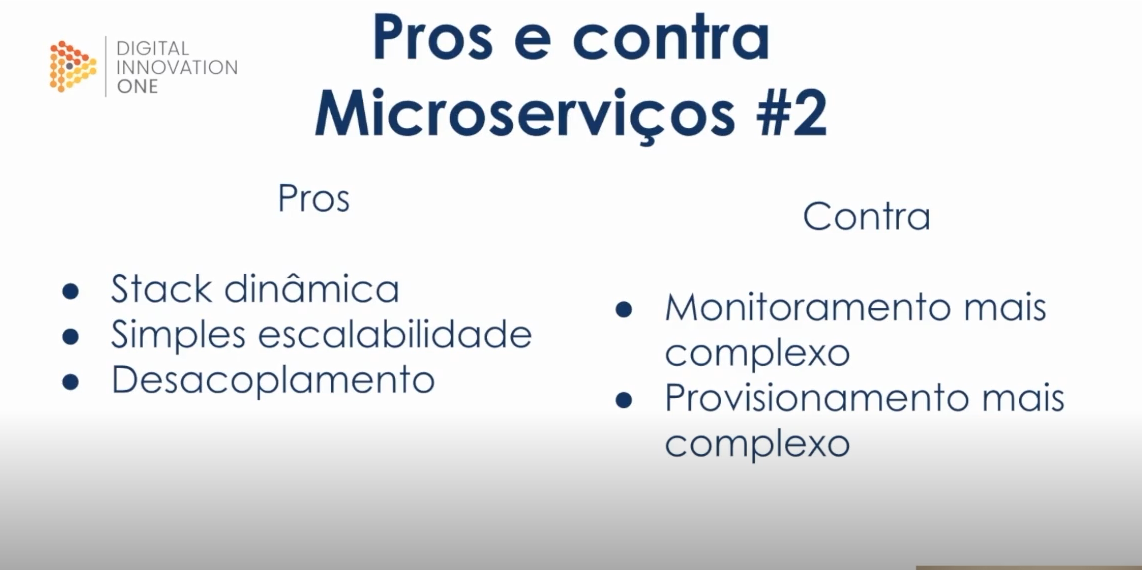 DIGITAL
INNOVATION
ONE
Pros e contra
Microserviços #2
Pros
● Stack dinâmica
● Simples escalabilidade
● Desacoplamento
Contra
● Monitoramento mais
complexo
● Provisionamento mais
complexo